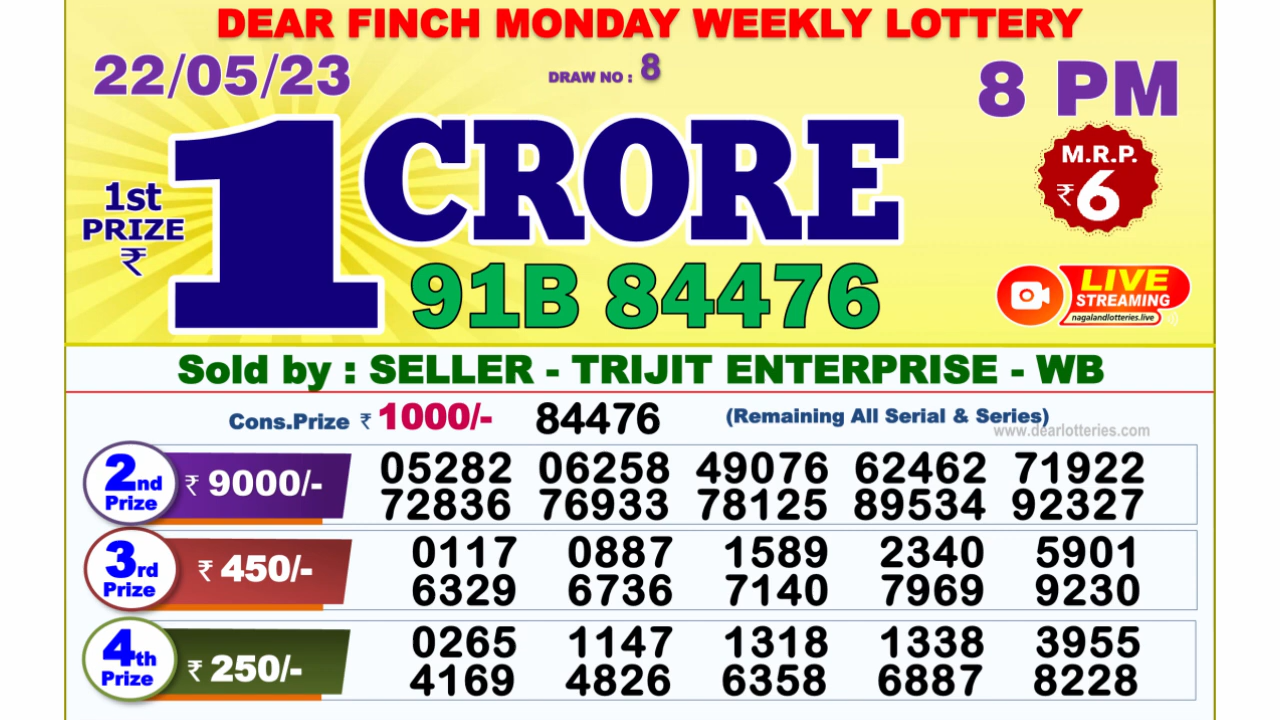 DEAR FINCH MONDAY WEEKLY LOTTERY
22/05/23 DRAW NO : 8 8 PM
1st PRIZE ₹ 1 CRORE
M.R.P. ₹ 6
91B 84476
LIVE STREAMING
nagalandlotteries.live
Sold by : SELLER - TRIJIT ENTERPRISE - WB
Cons.Prize ₹ 1000/- 84476 (Remaining All Serial & Series)
www.dearlotteries.com
2nd Prize ₹ 9000/-
05282 06258 49076 62462 71922
72836 76933 78125 89534 92327
3rd Prize ₹ 450/-
0117 0887 1589 2340 5901
6329 6736 7140 7969 9230
4th Prize ₹ 250/-
0265 1147 1318 1338 3955
4169 4826 6358 6887 8228